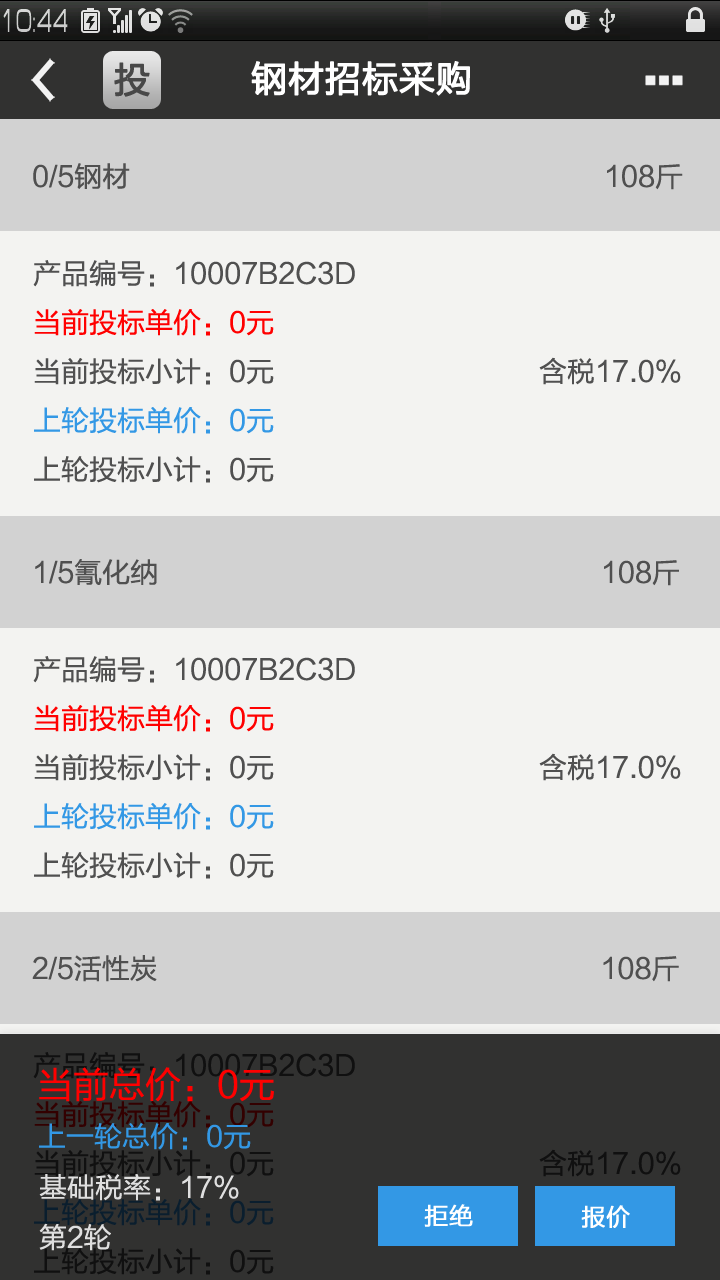 10:44
投 钢材招标采购
0/5钢材 108斤
产品编号：10007B2C3D
当前投标单价：0元
当前投标小计：0元 含税17.0%
上轮投标单价：0元
上轮投标小计：0元
1/5氰化纳 108斤
产品编号：10007B2C3D
当前投标单价：0元
当前投标小计：0元 含税17.0%
上轮投标单价：0元
上轮投标小计：0元
2/5活性炭 108斤
产品编号：10007B2C3D
当前总价：0元
当前投标单价：0元
上一轮总价：0元
当前投标小计：0元 含税17.0%
基础税率：17%
上轮投标单价：0元
拒绝 报价
第2轮
上轮投标小计：0元